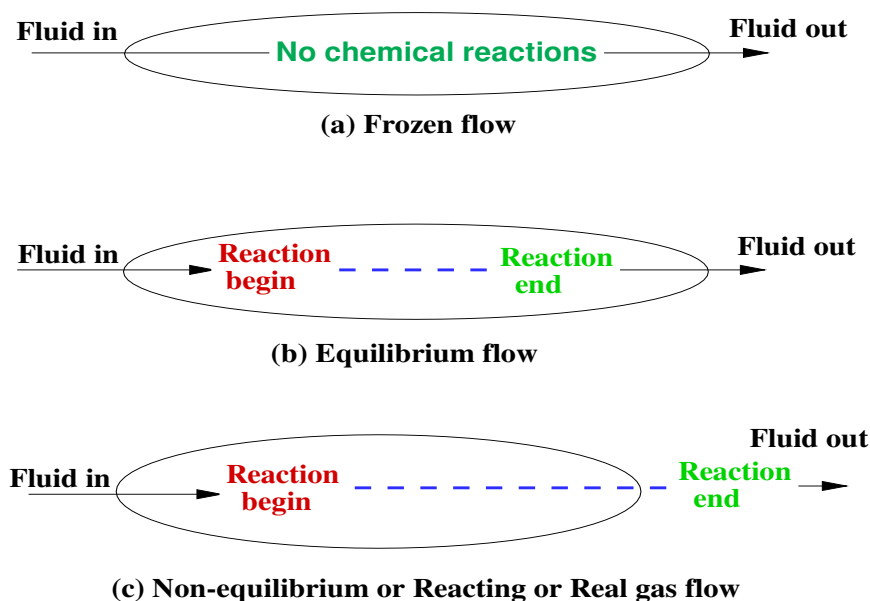 Fluid in
Fluid out
No chemical reactions
(a) Frozen flow
Fluid in
Reaction
begin
Reaction
end
Fluid out
(b) Equilibrium flow
Fluid in
Reaction
begin
Reaction
end
Fluid out
(c) Non-equilibrium or Reacting or Real gas flow